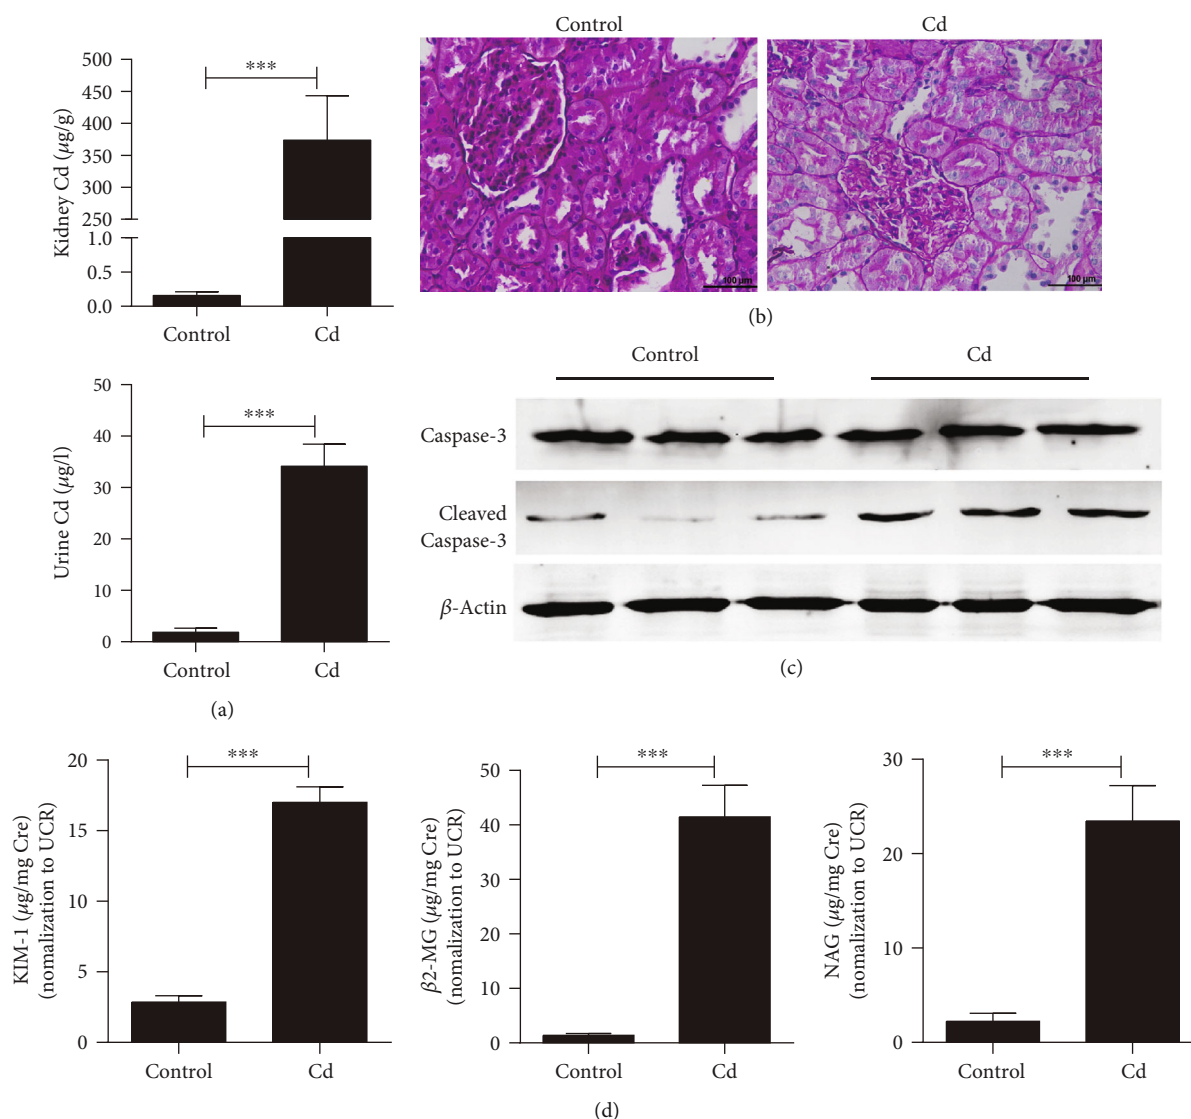 Kidney Cd (μg/g)
500
450
400
350
300
250
1.0
0.5
0.0
***
Control
Cd
Urine Cd (μg/l)
50
40
30
20
10
0
***
Control
Cd
(a)
Control
Cd
100 μm
100 μm
(b)
Control
Cd
Caspase-3
Cleaved
Caspase-3
β-Actin
(c)
KIM-1 (μg/mg Cre)
(nomalization to UCR)
20
15
10
5
0
***
Control
Cd
β2-MG (μg/mg Cre)
(nomalization to UCR)
50
40
30
20
10
0
***
Control
Cd
NAG (μg/mg Cre)
(nomalization to UCR)
30
20
10
0
***
Control
Cd
(d)